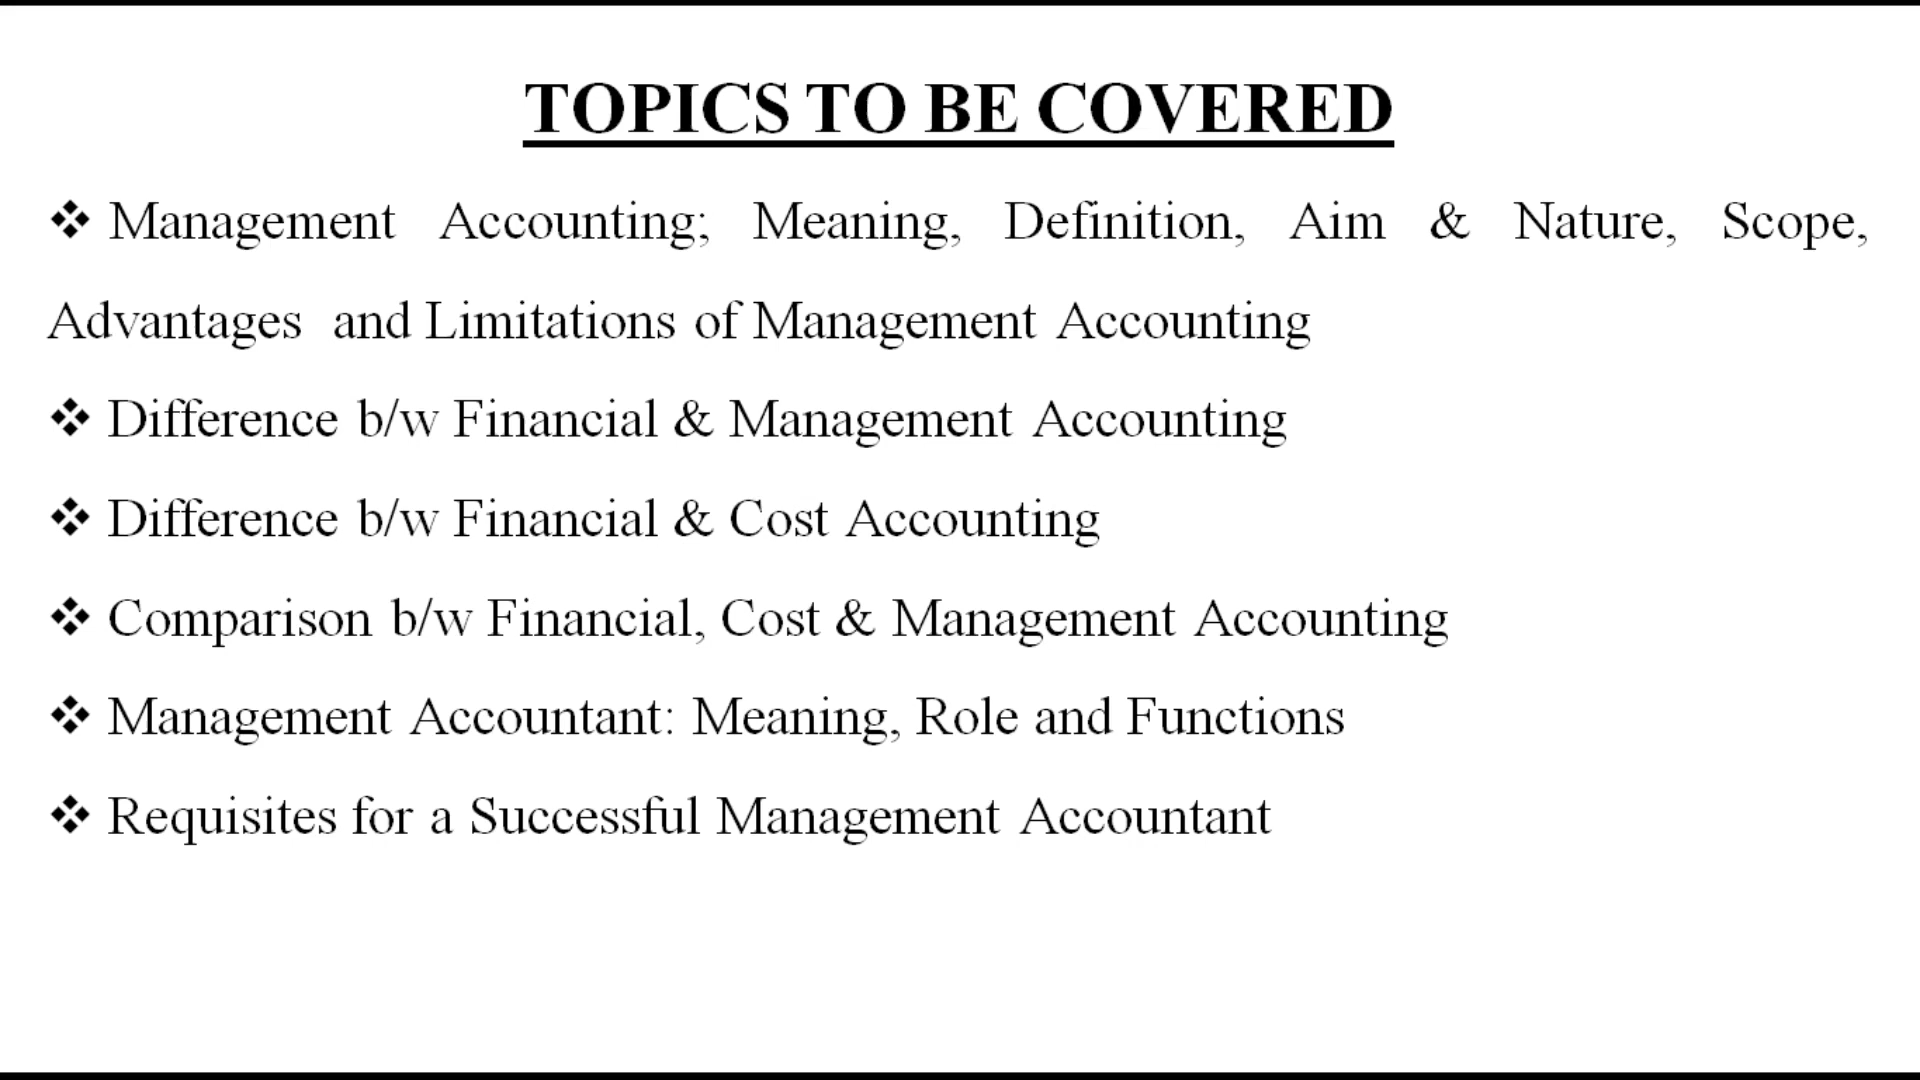 TOPICS TO BE COVERED
❖ Management Accounting; Meaning, Definition, Aim & Nature, Scope,
Advantages and Limitations of Management Accounting
❖ Difference b/w Financial & Management Accounting
❖ Difference b/w Financial & Cost Accounting
❖ Comparison b/w Financial, Cost & Management Accounting
❖ Management Accountant: Meaning, Role and Functions
❖ Requisites for a Successful Management Accountant